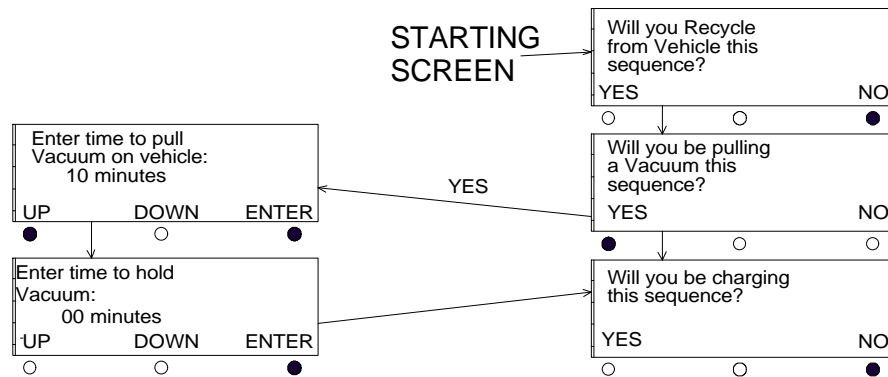 STARTING
SCREEN
Will you Recycle
from Vehicle this
sequence?
YES NO
Will you be pulling
a Vacuum this
sequence?
YES NO
YES
Enter time to pull
Vacuum on vehicle:
10 minutes
UP DOWN ENTER
Enter time to hold
Vacuum:
00 minutes
UP DOWN ENTER
Will you be charging
this sequence?
YES NO